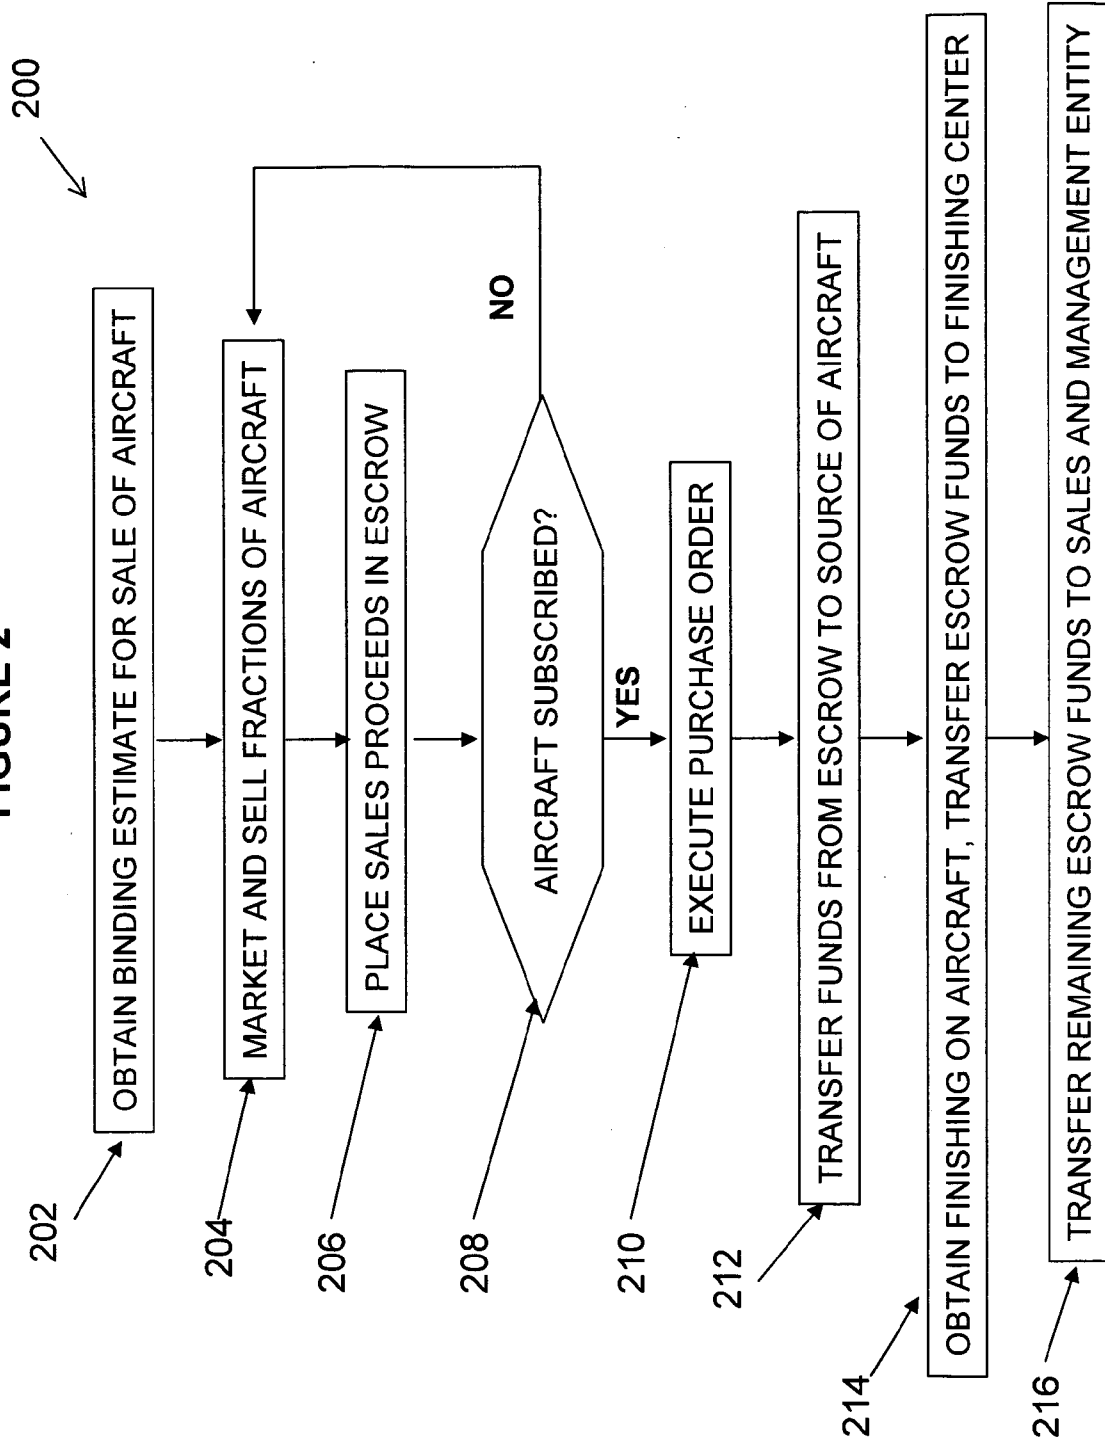 FIGURE 2
200
202
OBTAIN BINDING ESTIMATE FOR SALE OF AIRCRAFT
204
MARKET AND SELL FRACTIONS OF AIRCRAFT
206
PLACE SALES PROCEEDS IN ESCROW
208
AIRCRAFT SUBSCRIBED?
NO
YES
210
EXECUTE PURCHASE ORDER
212
TRANSFER FUNDS FROM ESCROW TO SOURCE OF AIRCRAFT
214
OBTAIN FINISHING ON AIRCRAFT, TRANSFER ESCROW FUNDS TO FINISHING CENTER
216
TRANSFER REMAINING ESCROW FUNDS TO SALES AND MANAGEMENT ENTITY